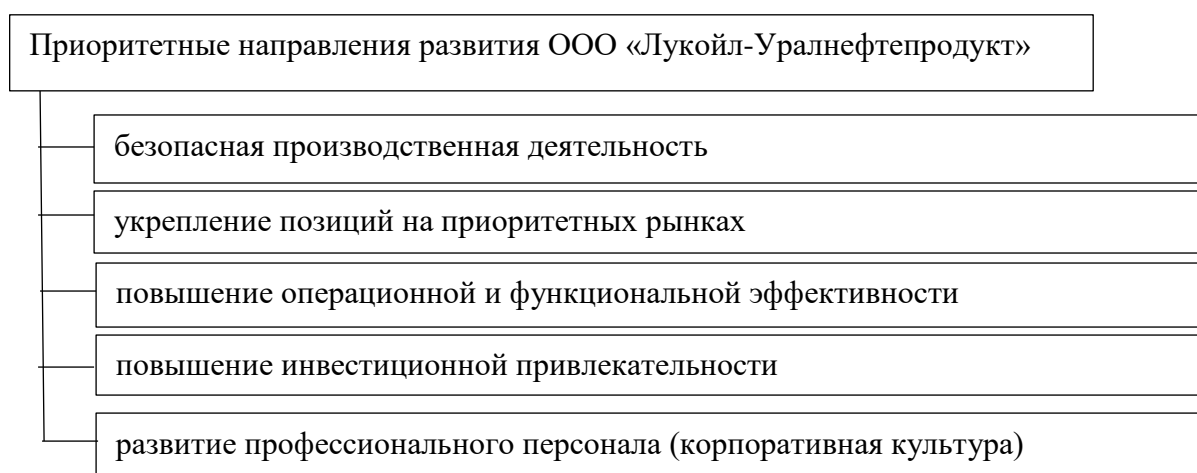 Приоритетные направления развития ООО «Лукойл-Уралнефтепродукт»
безопасная производственная деятельность
укрепление позиций на приоритетных рынках
повышение операционной и функциональной эффективности
повышение инвестиционной привлекательности
развитие профессионального персонала (корпоративная культура)